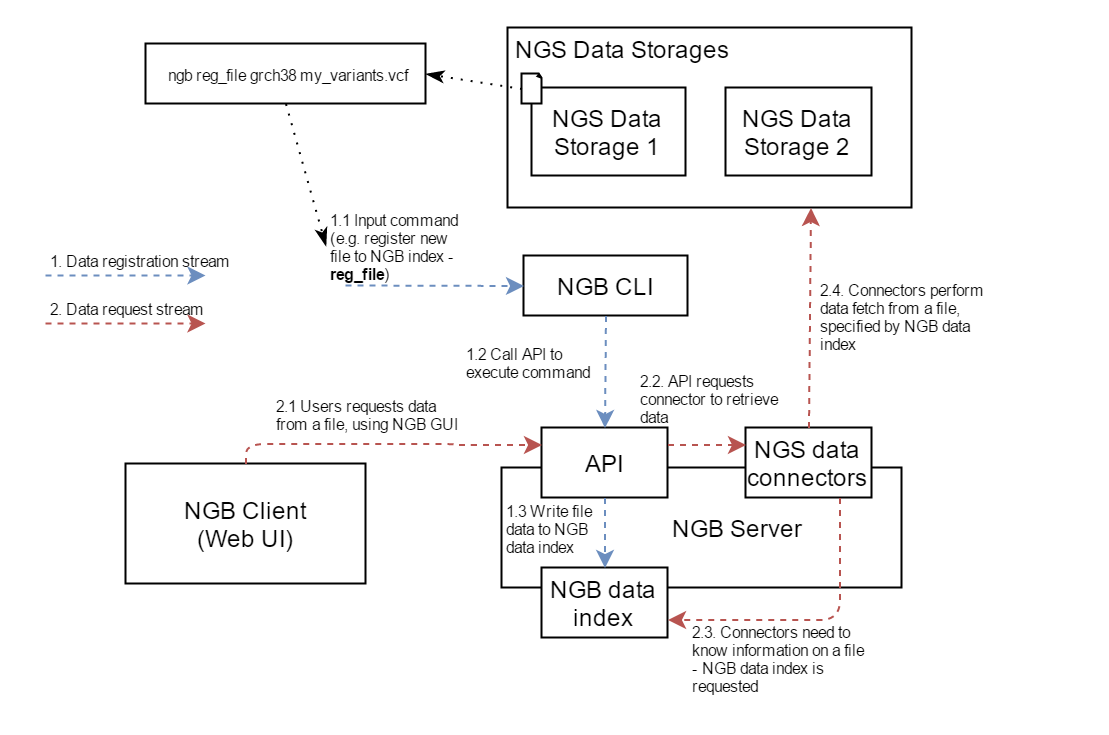 NGS Data Storages
ngb reg_file grch38 my_variants.vcf
NGS Data
Storage 1
NGS Data
Storage 2
1.1 Input command
(e.g. register new
file to NGB index -
reg_file)
1. Data registration stream
2. Data request stream
NGB CLI
2.4. Connectors perform
data fetch from a file,
specified by NGB data
index
1.2 Call API to
execute command
2.2. API requests
connector to retrieve
data
2.1 Users requests data
from a file, using NGB GUI
API
NGS data
connectors
NGB Client
(Web UI)
1.3 Write file
data to NGB
data index
NGB Server
NGB data
index
2.3. Connectors need to
know information on a file
- NGB data index is
requested